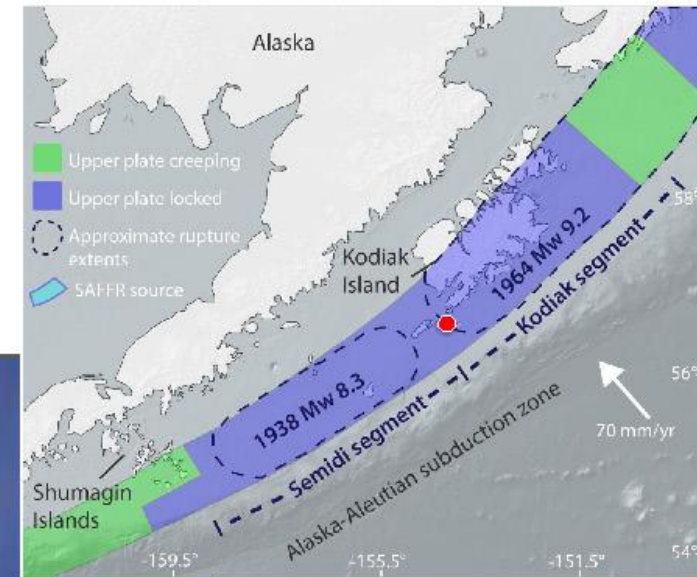 Alaska
Upper plate creeping
Upper plate locked
Approximate rupture
extents
SAFFR source
Kodiak
Island
1964 Mw 9.2
Kodiak segment
58°
1938 Mw 8.3
Semidi segment
56°
70 mm/yr
Shumagin
Islands
Alaska-Aleutian subduction zone
-159.5°
-155.5°
-151.5°
54°